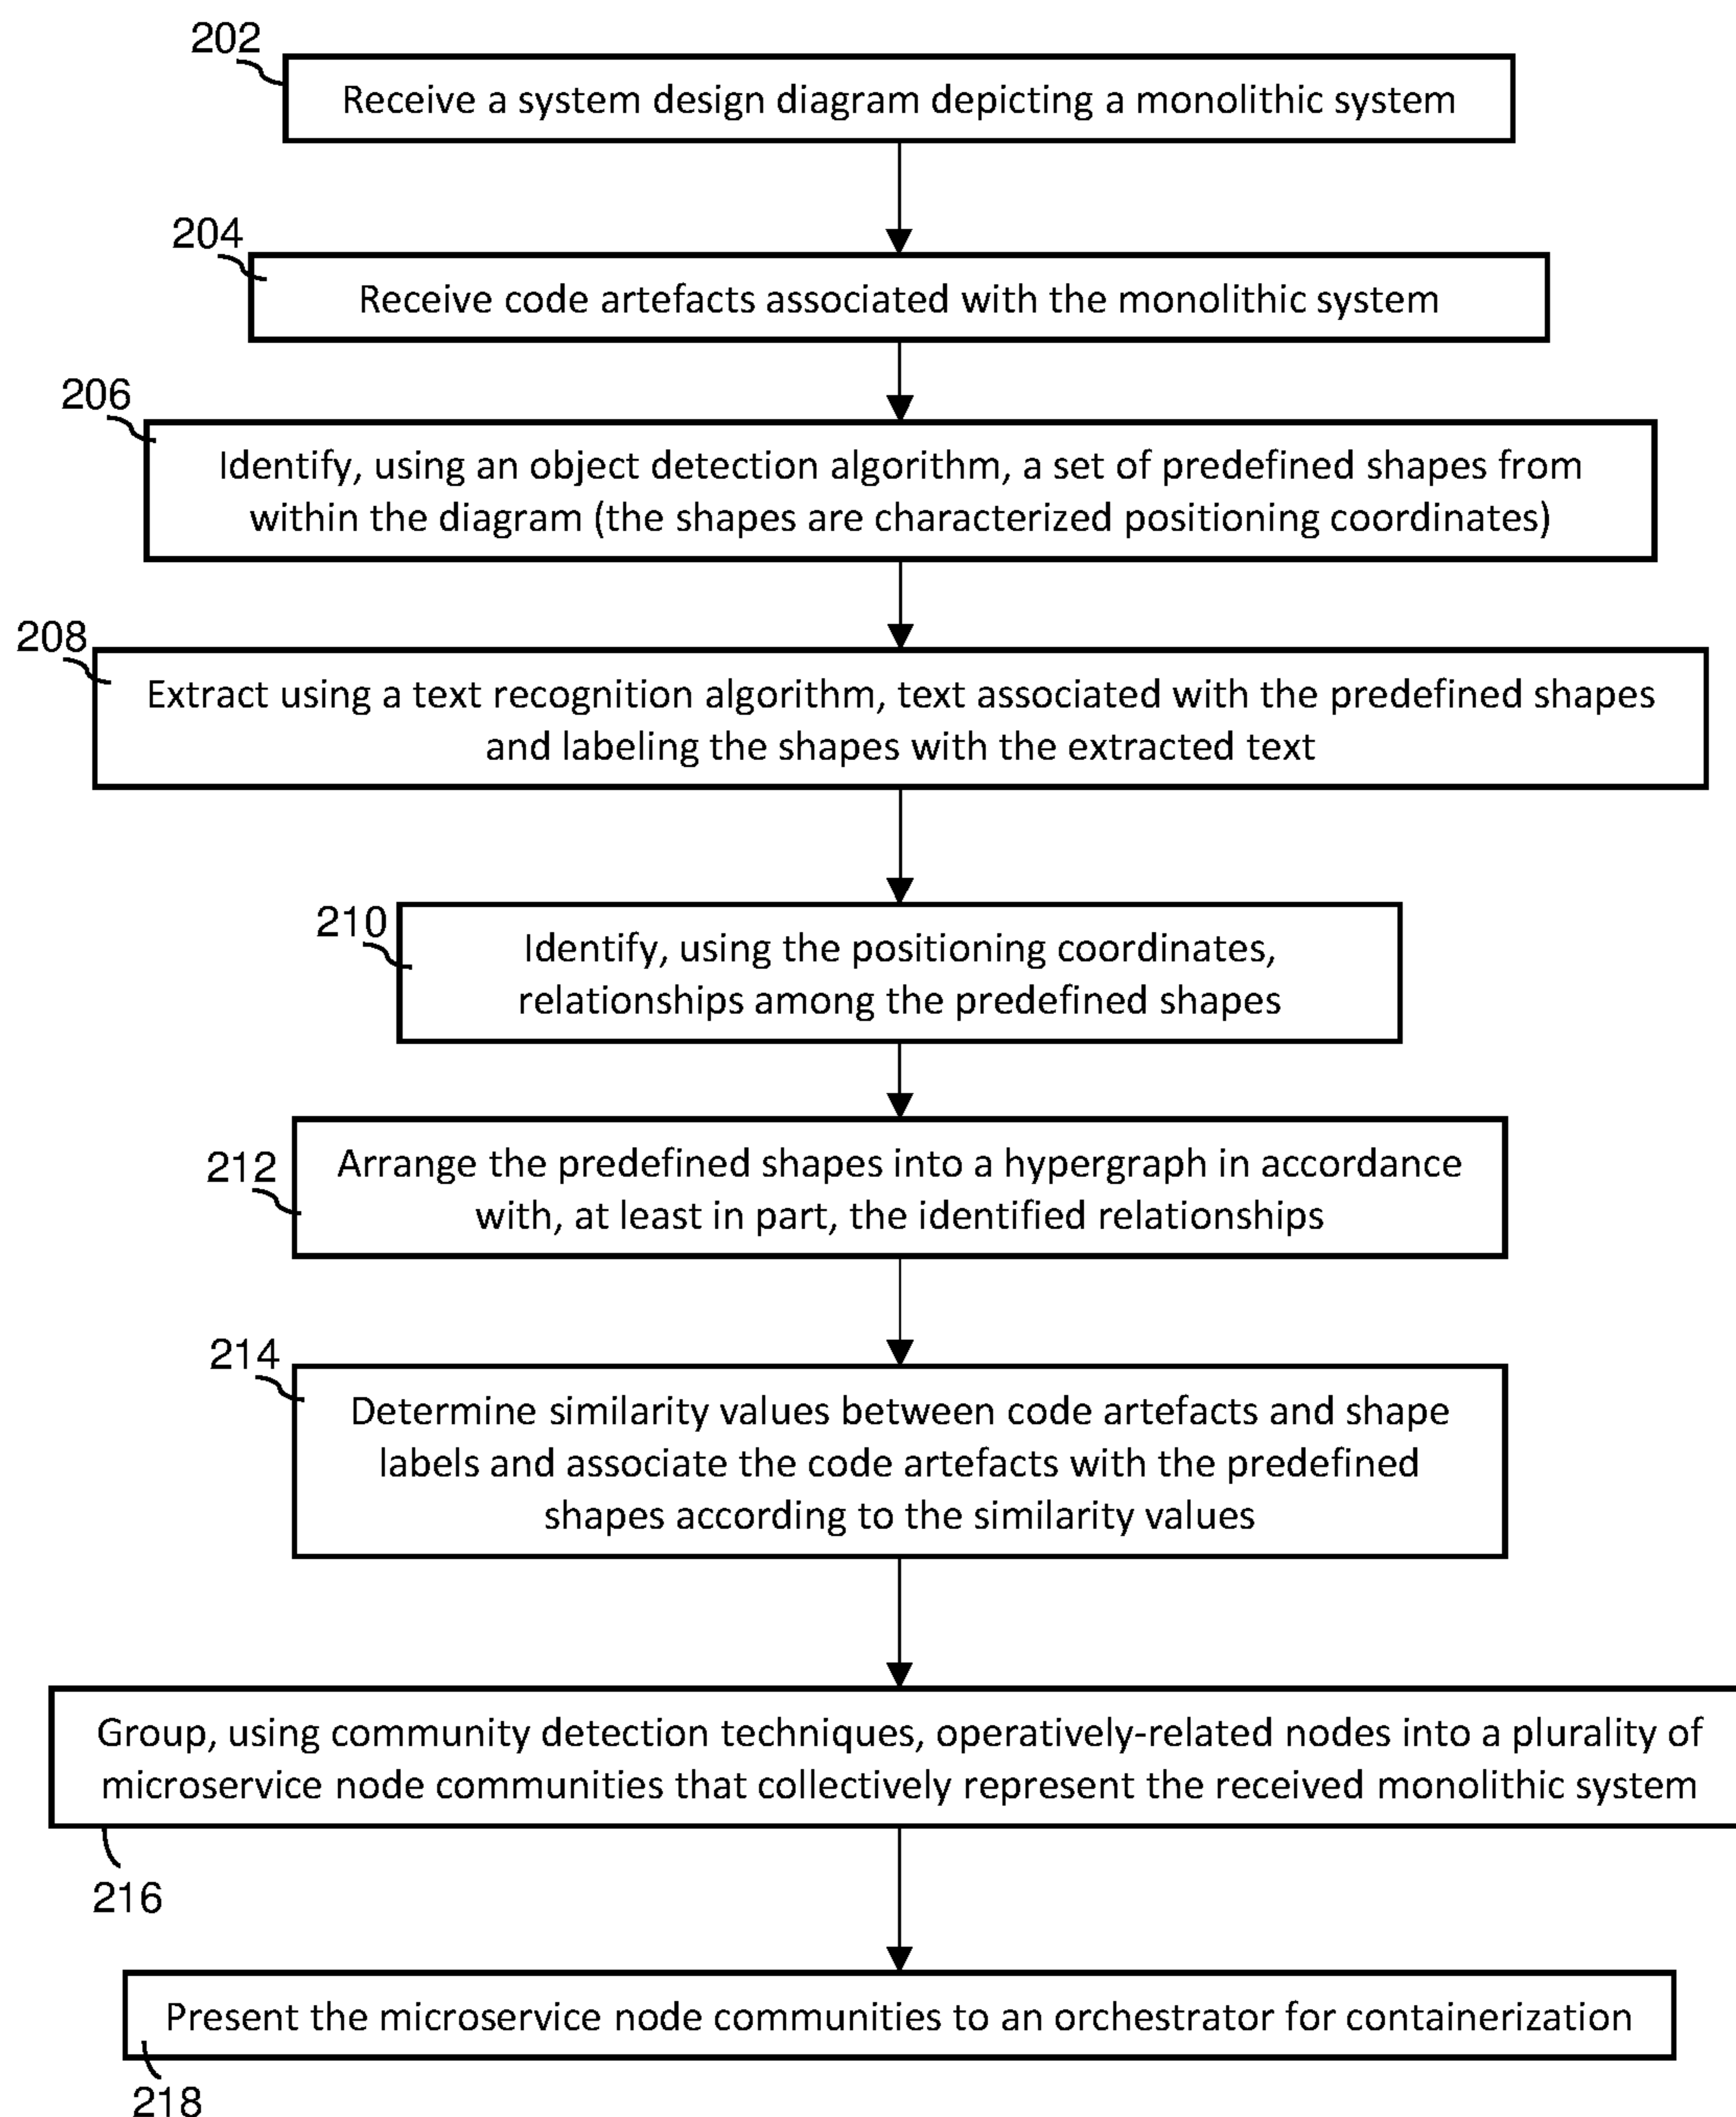 202
Receive a system design diagram depicting a monolithic system
204
Receive code artefacts associated with the monolithic system
206
Identify, using an object detection algorithm, a set of predefined shapes from
within the diagram (the shapes are characterized positioning coordinates)
208
Extract using a text recognition algorithm, text associated with the predefined shapes
and labeling the shapes with the extracted text
210
Identify, using the positioning coordinates,
relationships among the predefined shapes
212
Arrange the predefined shapes into a hypergraph in accordance
with, at least in part, the identified relationships
214
Determine similarity values between code artefacts and shape
labels and associate the code artefacts with the predefined
shapes according to the similarity values
Group, using community detection techniques, operatively-related nodes into a plurality of
microservice node communities that collectively represent the received monolithic system
216
Present the microservice node communities to an orchestrator for containerization
218